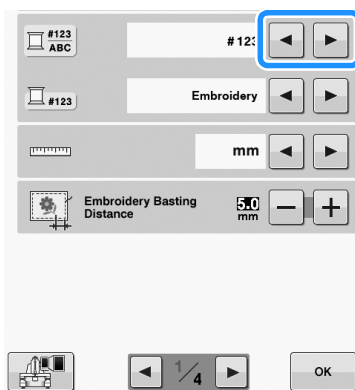 #123
ABC
#123
#123
Embroidery
mm
Embroidery Basting
Distance
5.0
mm
1/4
OK